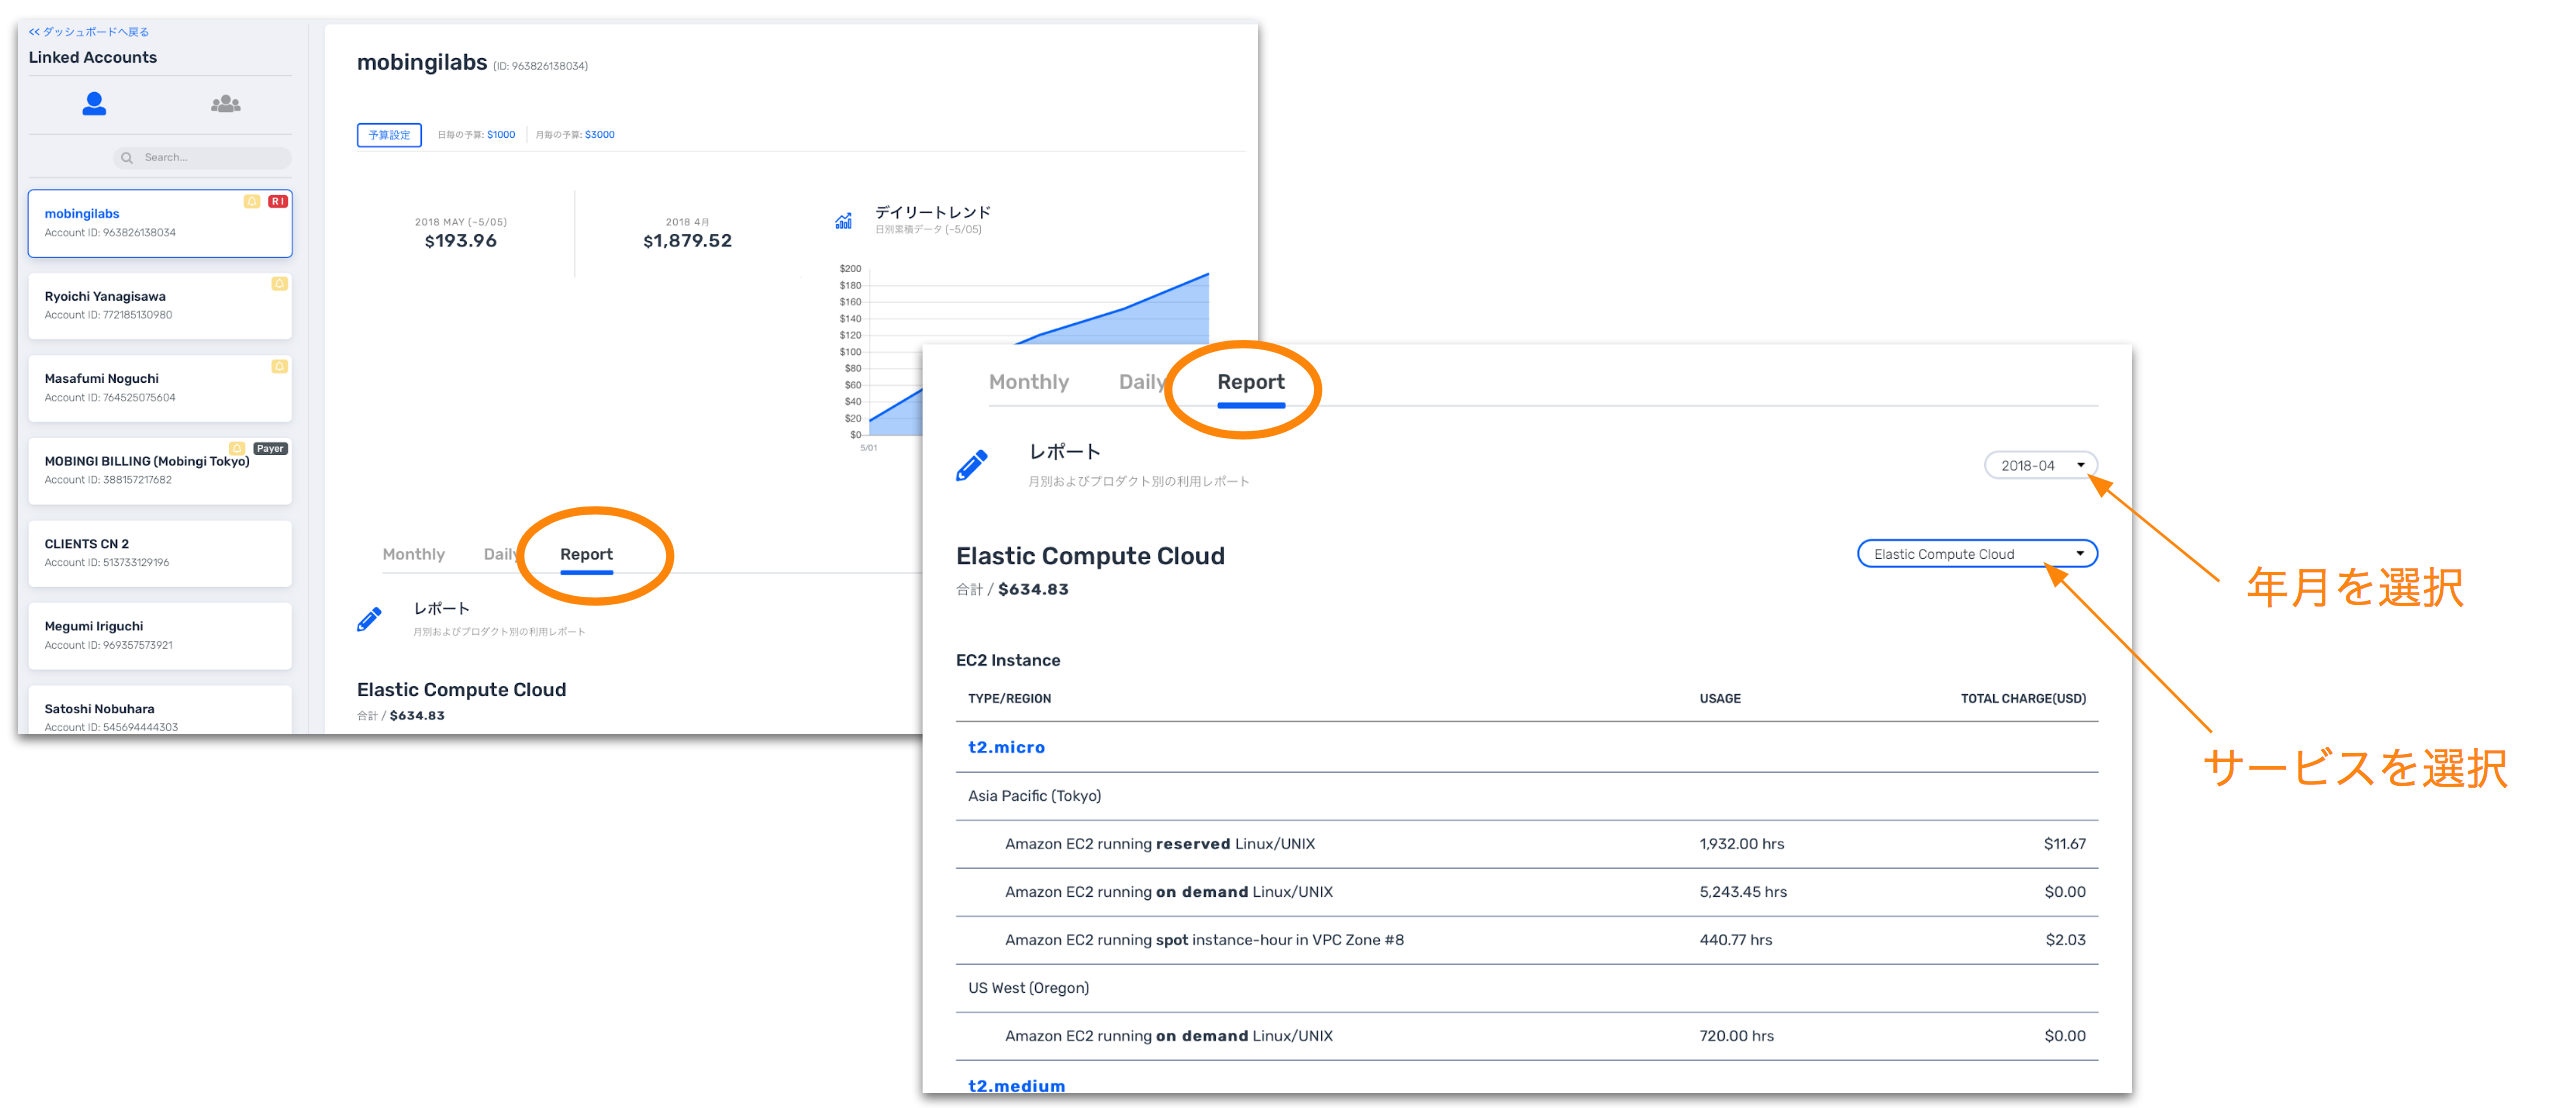 << ダッシュボードへ戻る
Linked Accounts
Search...
RI
mobingilabs
Account ID: 963826138034
Ryoichi Yanagisawa
Account ID: 772185130980
Masafumi Noguchi
Account ID: 764525075604
Payer
MOBINGI BILLING (Mobingi Tokyo)
Account ID: 388157217682
CLIENTS CN 2
Account ID: 513733129196
Megumi Iriguchi
Account ID: 969357573921
Satoshi Nobuhara
Account ID: 545694444303
mobingilabs (ID: 963826138034)
予算設定 日毎の予算: $1000 月毎の予算: $3000
2018 MAY (~5/05)
$193.96
2018 4月
$1,879.52
デイリートレンド
日別累積データ (~5/05)
$200
$180
$160
$140
$120
$100
$80
$60
$40
$20
$0
5/01
Monthly Daily Report
レポート
月別およびプロダクト別の利用レポート
Elastic Compute Cloud
合計 / $634.83
Monthly Daily Report
レポート
月別およびプロダクト別の利用レポート
2018-04
Elastic Compute Cloud
合計 / $634.83
Elastic Compute Cloud
EC2 Instance
TYPE/REGION USAGE TOTAL CHARGE(USD)
t2.micro
Asia Pacific (Tokyo)
Amazon EC2 running reserved Linux/UNIX 1,932.00 hrs $11.67
Amazon EC2 running on demand Linux/UNIX 5,243.45 hrs $0.00
Amazon EC2 running spot instance-hour in VPC Zone #8 440.77 hrs $2.03
US West (Oregon)
Amazon EC2 running on demand Linux/UNIX 720.00 hrs $0.00
t2.medium
年月を選択
サービスを選択